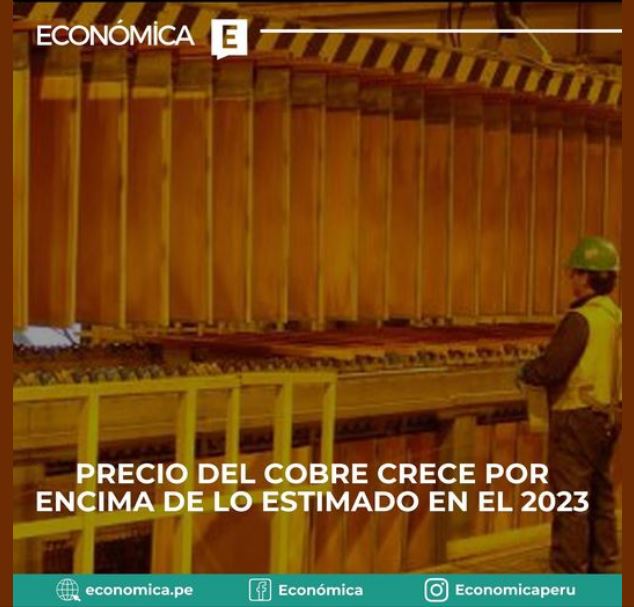 ECONÓMICA E
PRECIO DEL COBRE CRECE POR
ENCIMA DE LO ESTIMADO EN EL 2023
economica.pe Económica Economicaperu